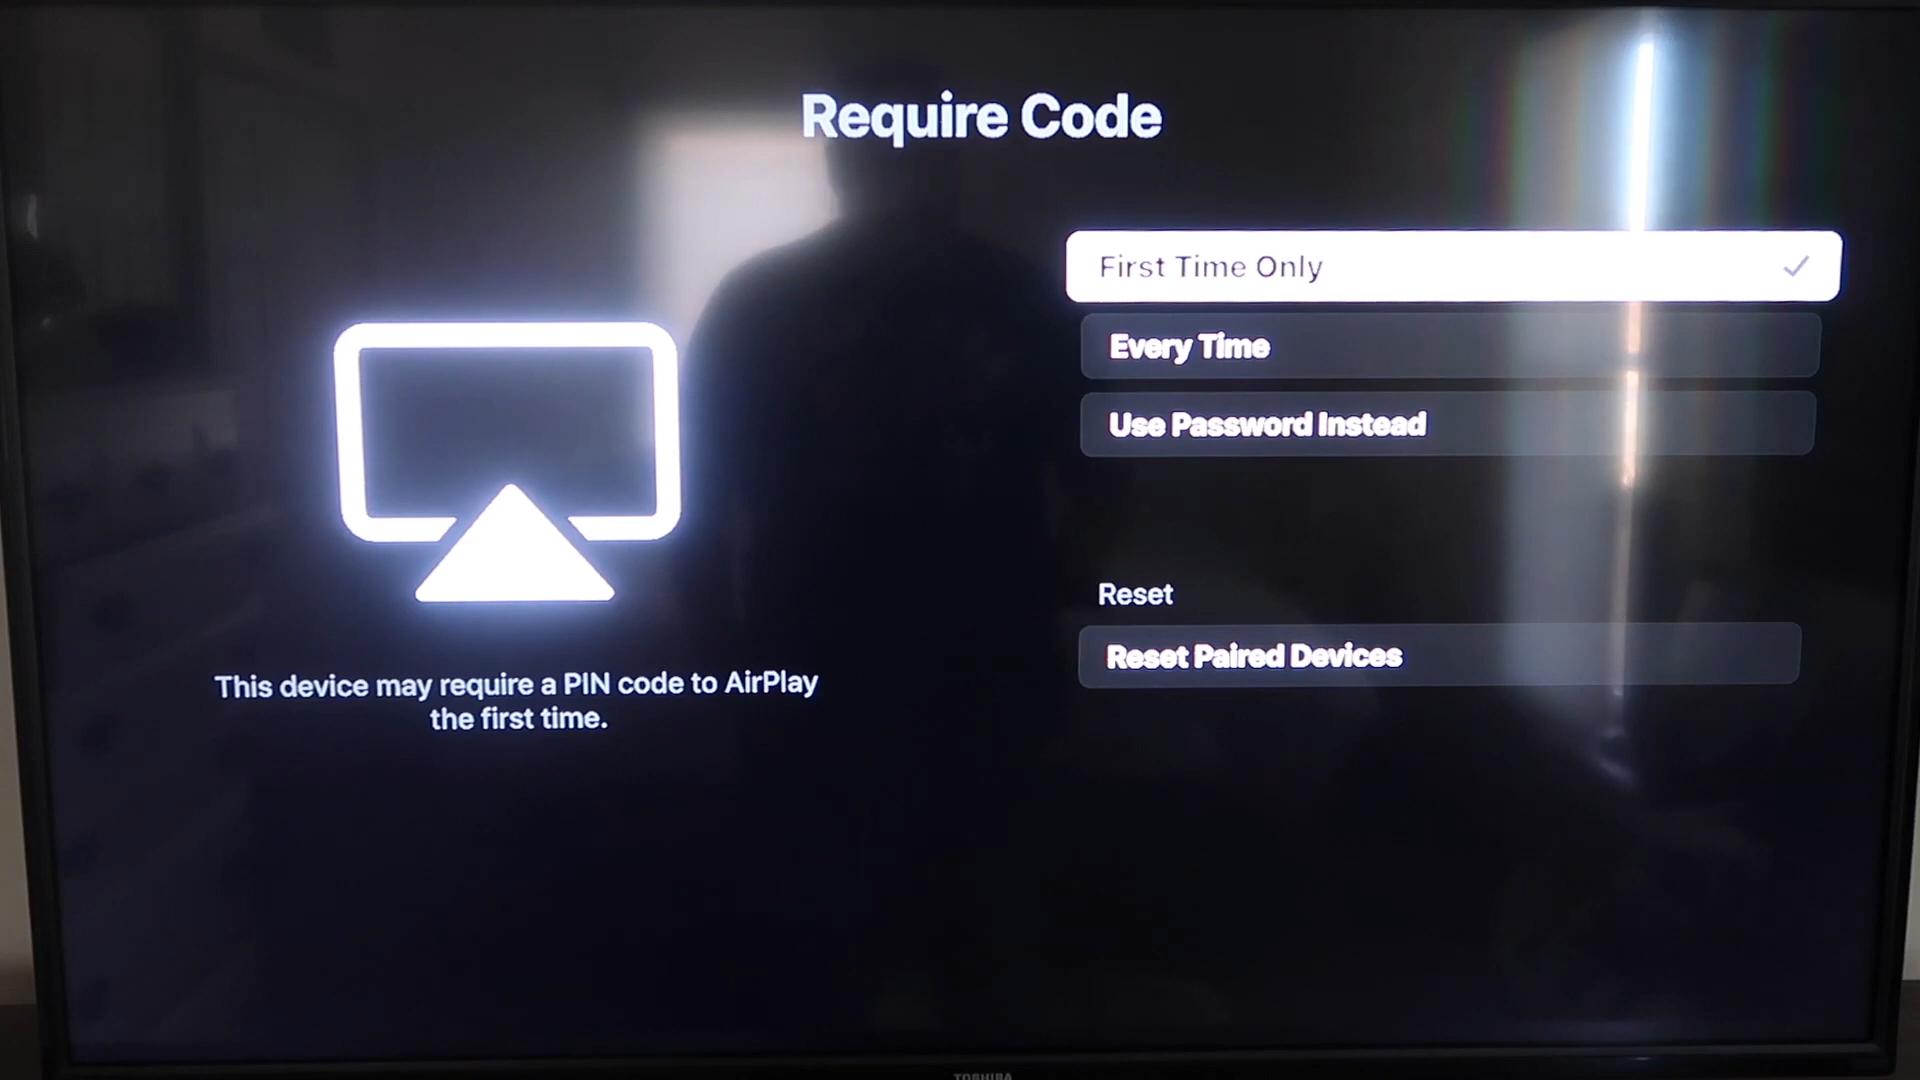 Require Code
First Time Only
Every Time
Use Password Instead
Reset
Reset Paired Devices
This device may require a PIN code to AirPlay
the first time.
TOSHIBA